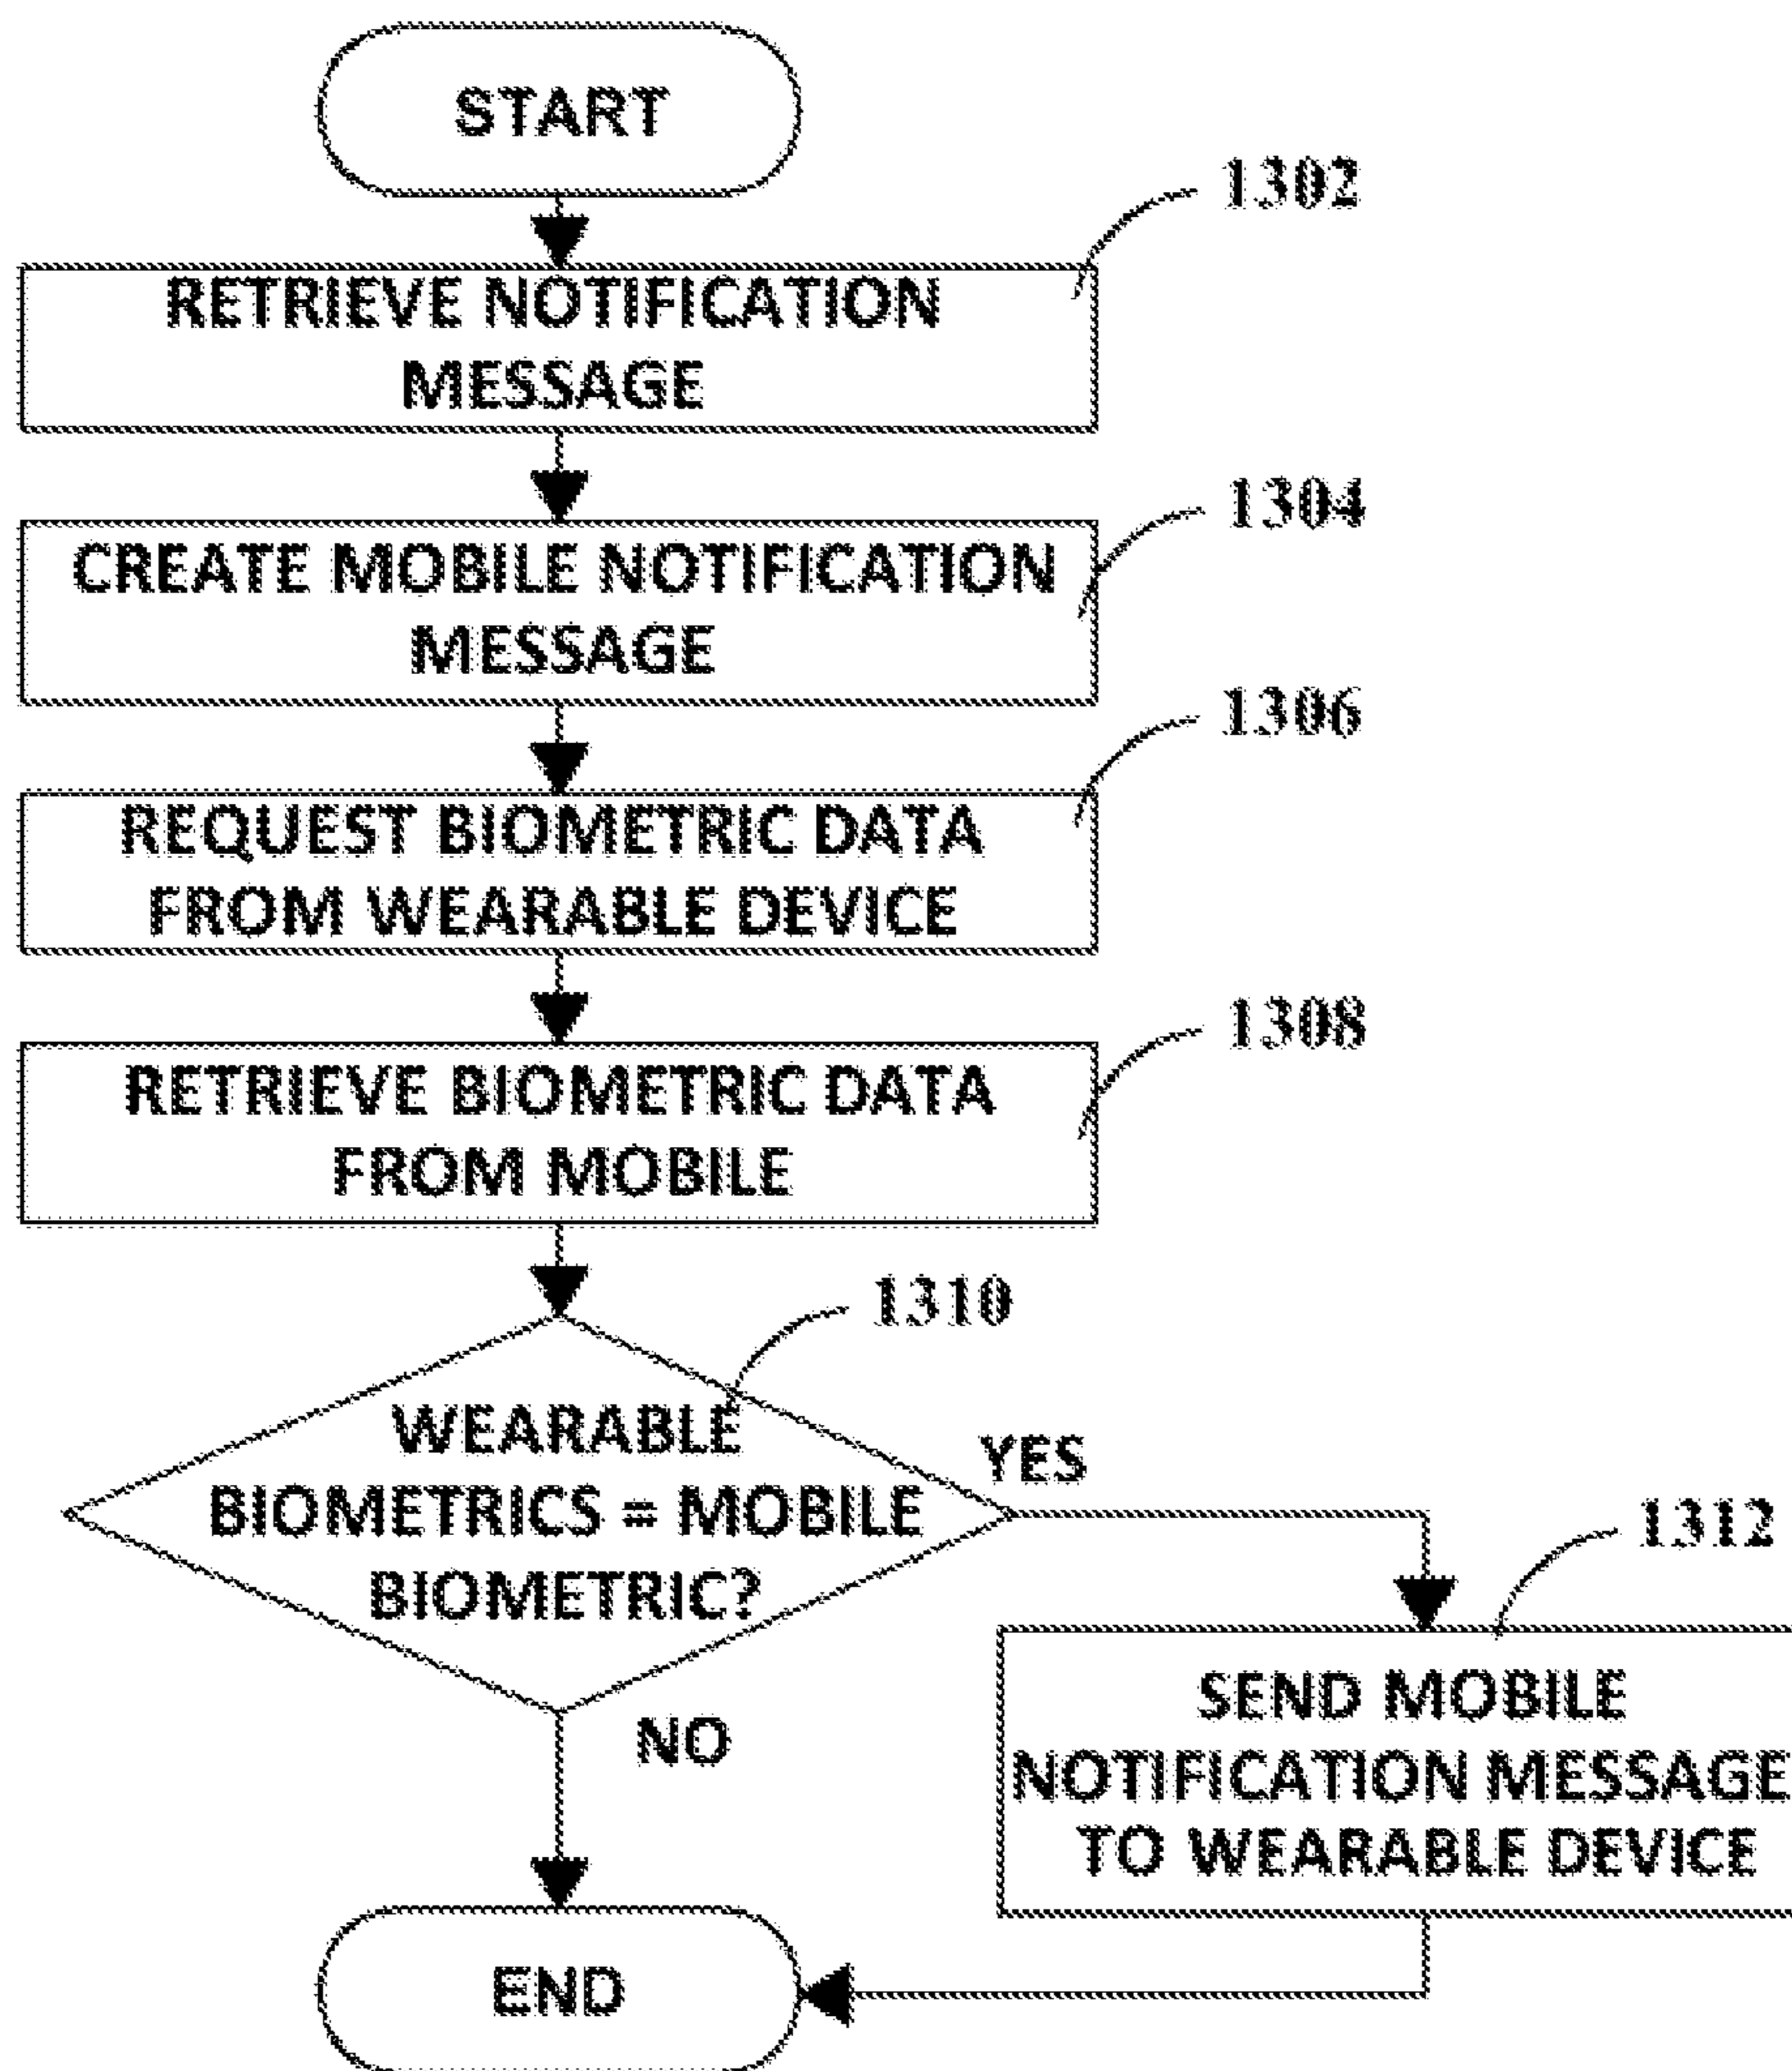 START
1302
RETRIEVE NOTIFICATION
MESSAGE
1304
CREATE MOBILE NOTIFICATION
MESSAGE
1306
REQUEST BIOMETRIC DATA
FROM WEARABLE DEVICE
1308
RETRIEVE BIOMETRIC DATA
FROM MOBILE
1310
WEARABLE
BIOMETRICS = MOBILE
BIOMETRIC?
YES
1312
NO
SEND MOBILE
NOTIFICATION MESSAGE
TO WEARABLE DEVICE
END